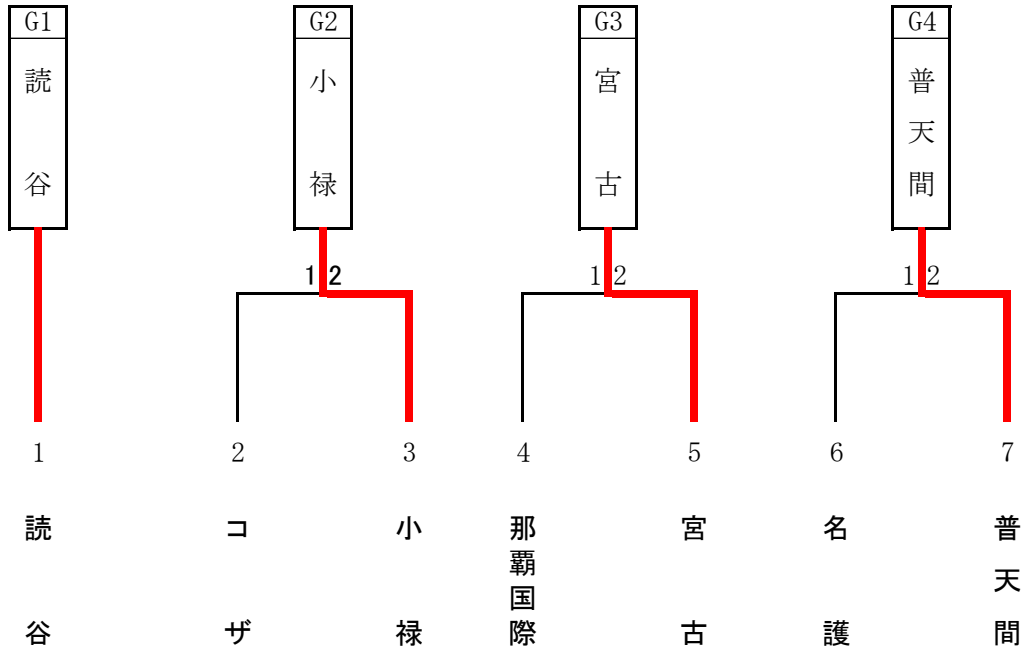 G1 G2 G3 G4
読谷 小禄 宮古 普天間
1 2 1 2 1 2
1 2 3 4 5 6 7
読谷 コザ 小禄 那覇国際 宮古 名護 普天間